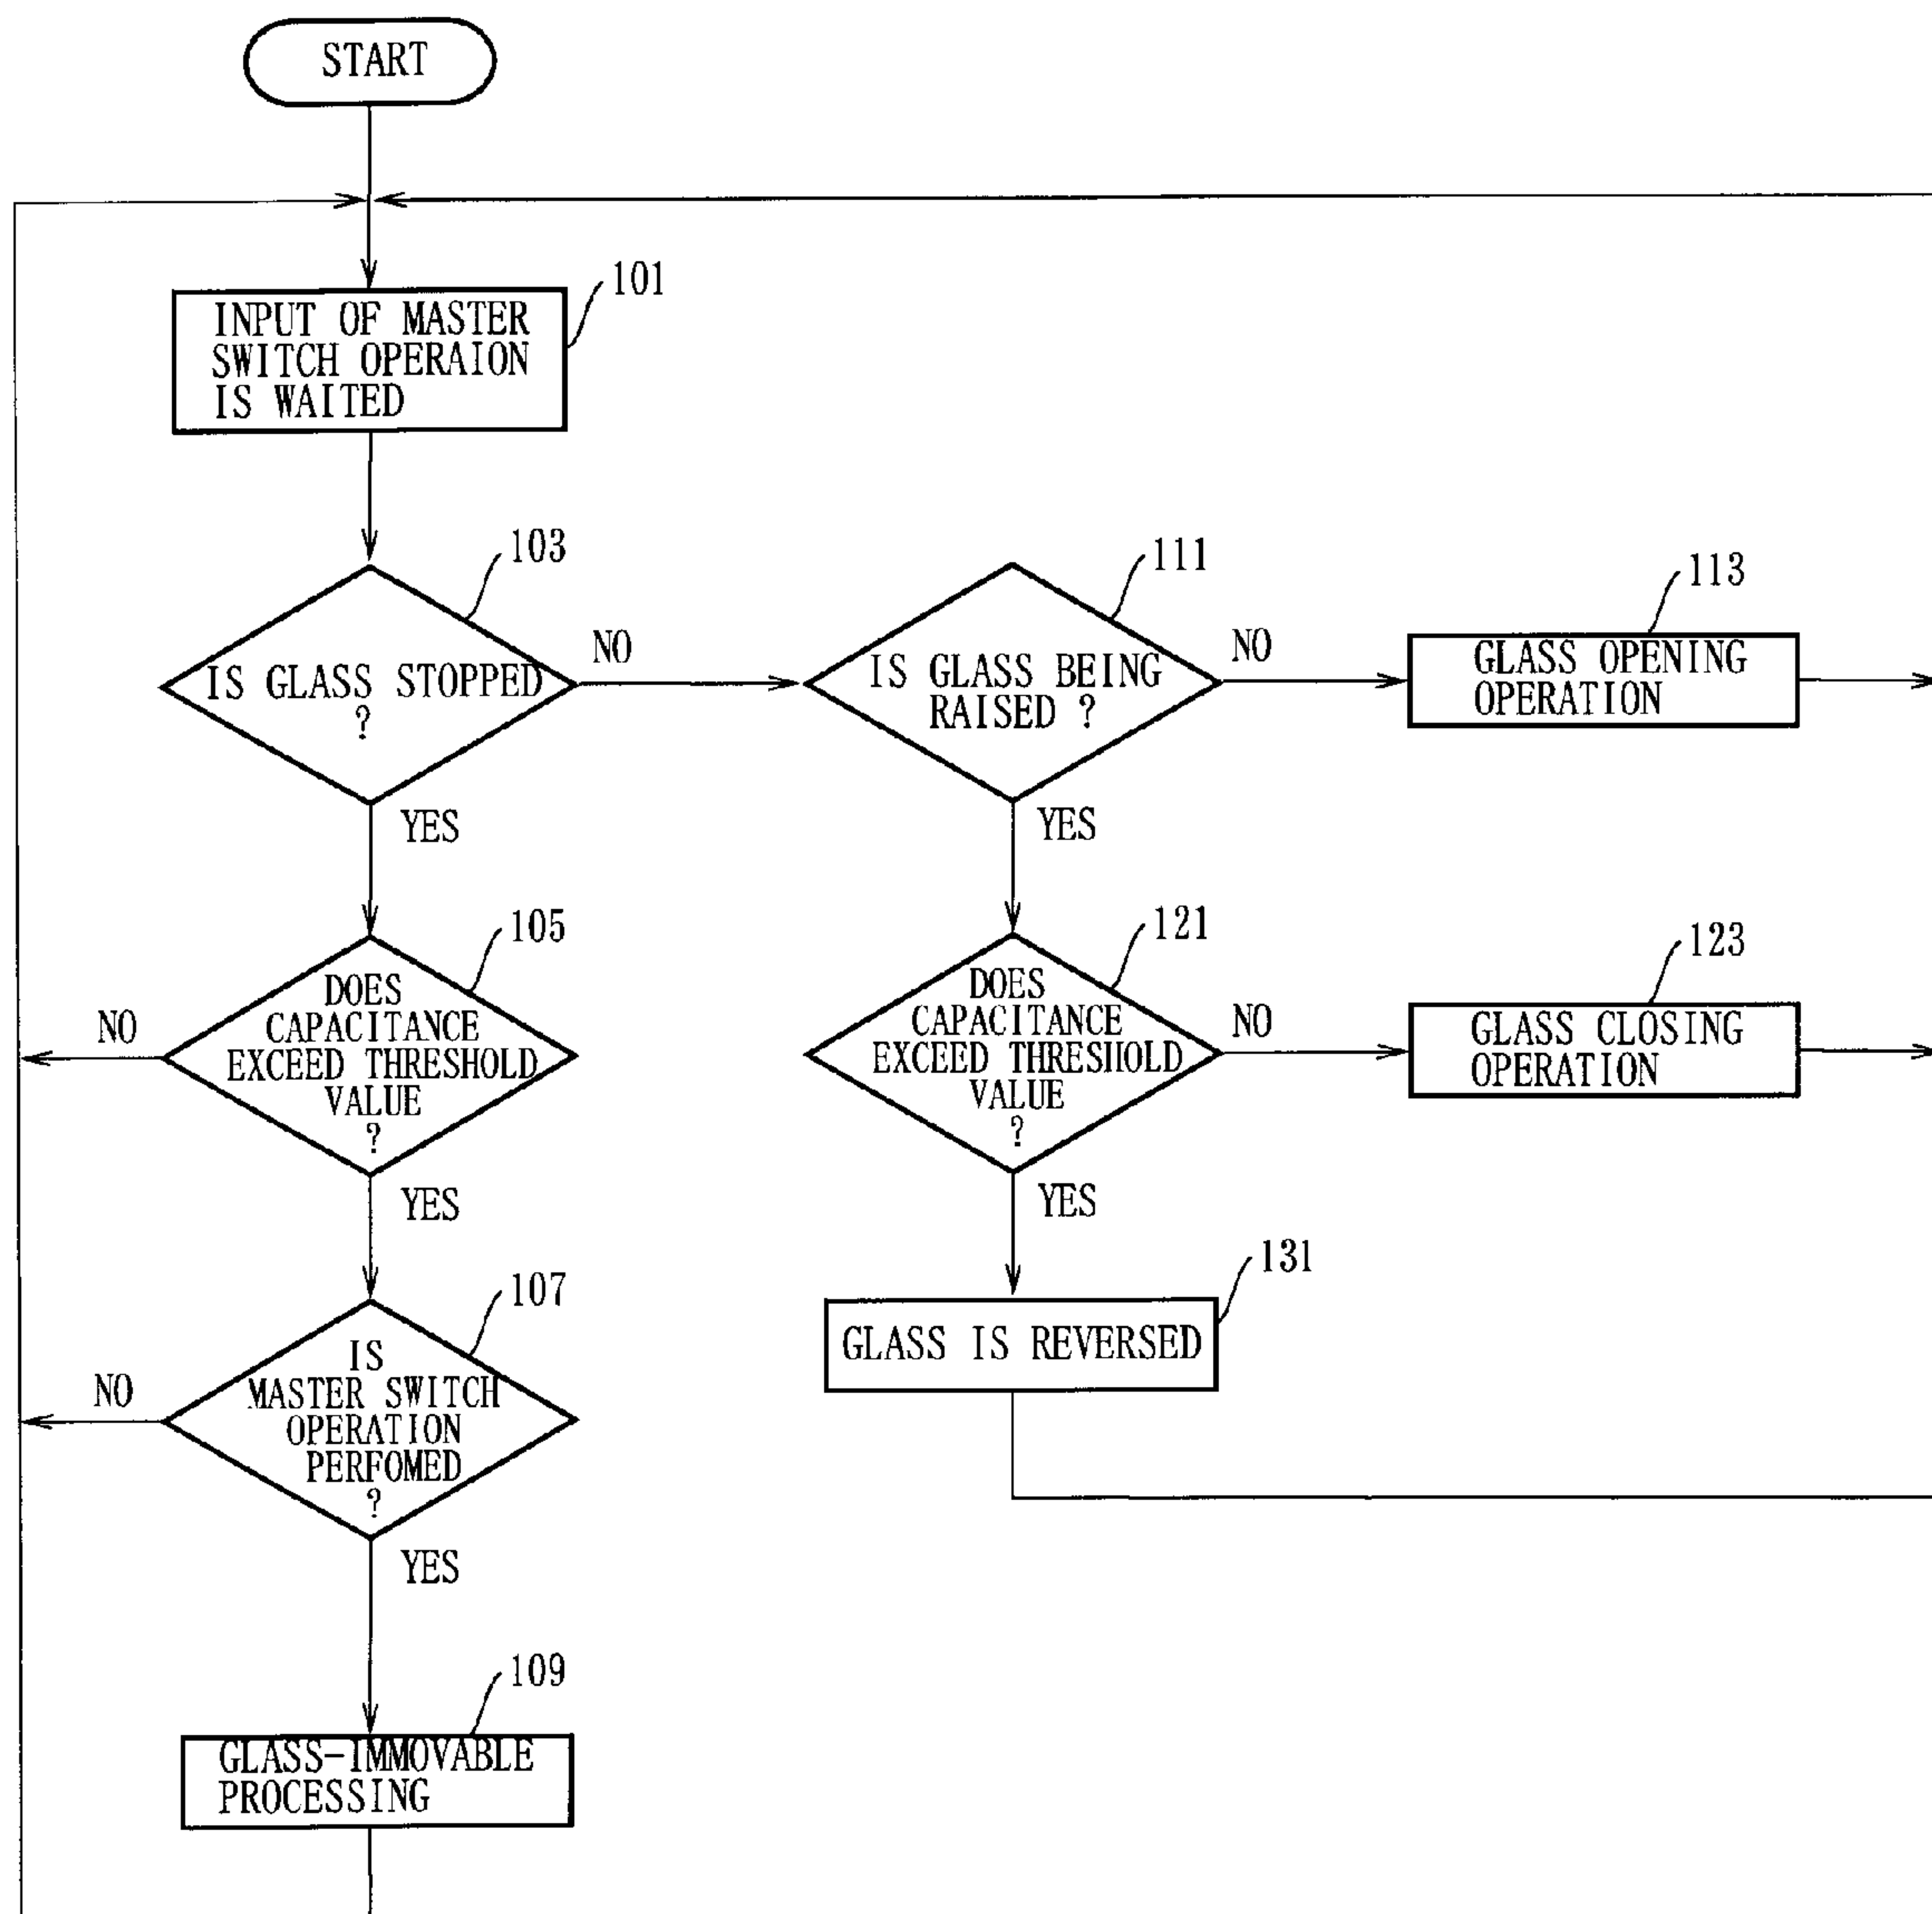 START
101
INPUT OF MASTER
SWITCH OPERAION
IS WAITED
103
IS GLASS STOPPED
?
NO
YES
111
IS GLASS BEING
RAISED ?
NO
YES
113
GLASS OPENING
OPERATION
105
DOES
CAPACITANCE
EXCEED THRESHOLD
VALUE
?
NO
YES
121
DOES
CAPACITANCE
EXCEED THRESHOLD
VALUE
?
NO
YES
123
GLASS CLOSING
OPERATION
107
IS
MASTER SWITCH
OPERATION
PERFOMED
?
NO
YES
131
GLASS IS REVERSED
109
GLASS-IMMOVABLE
PROCESSING